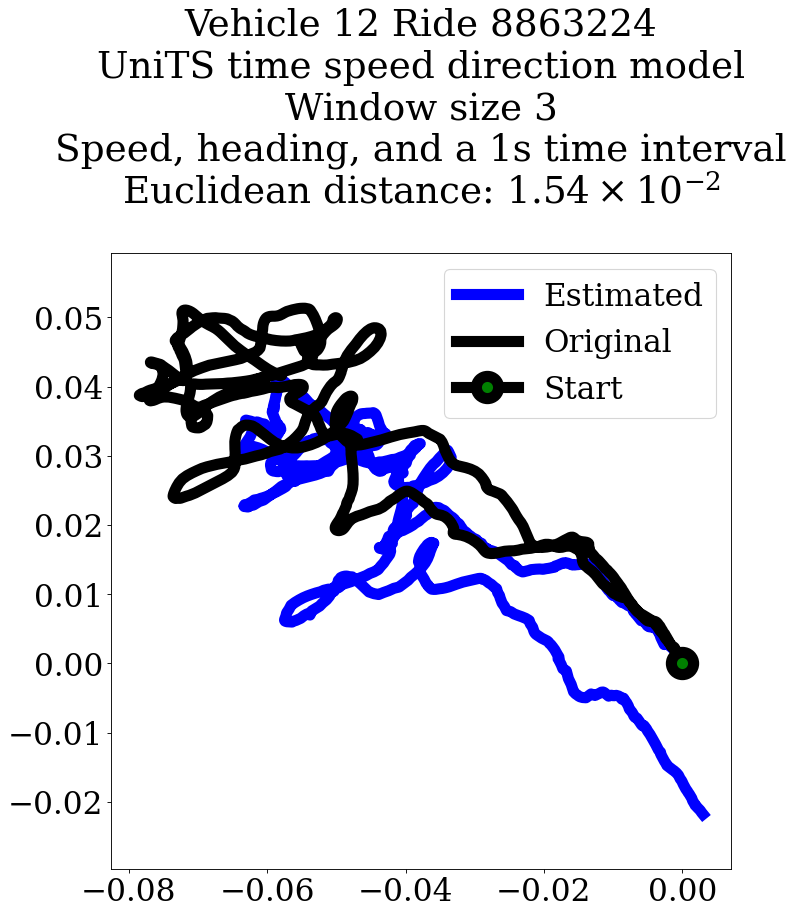 Vehicle 12 Ride 8863224
UniTS time speed direction model
Window size 3
Speed, heading, and a 1s time interval
Euclidean distance: 1.54 × 10⁻²
Estimated
Original
Start
0.05
0.04
0.03
0.02
0.01
0.00
−0.01
−0.02
−0.08 −0.06 −0.04 −0.02 0.00